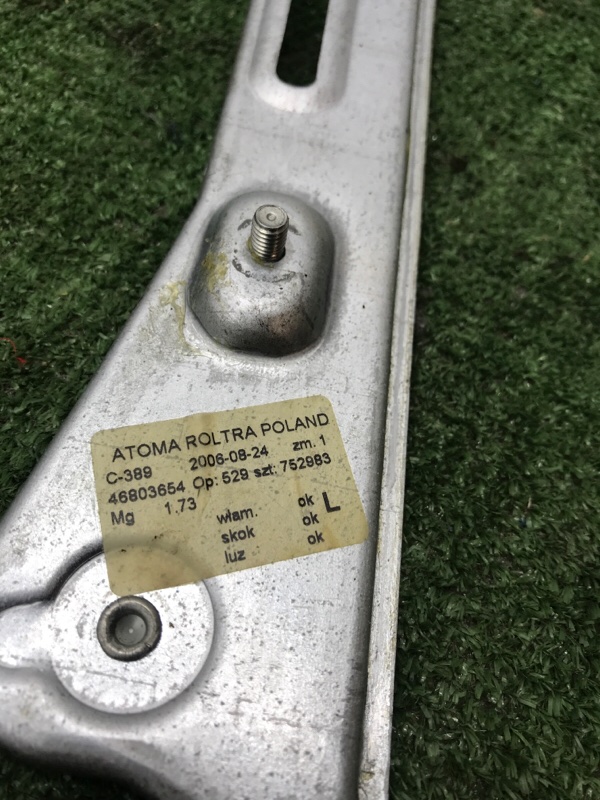 ATOMA ROLTRA POLAND
C-389 2006-08-24 zm. 1
46803654 Op: 529 szt: 752983
Mg 1.73 włam. ok L
skok ok
luz ok